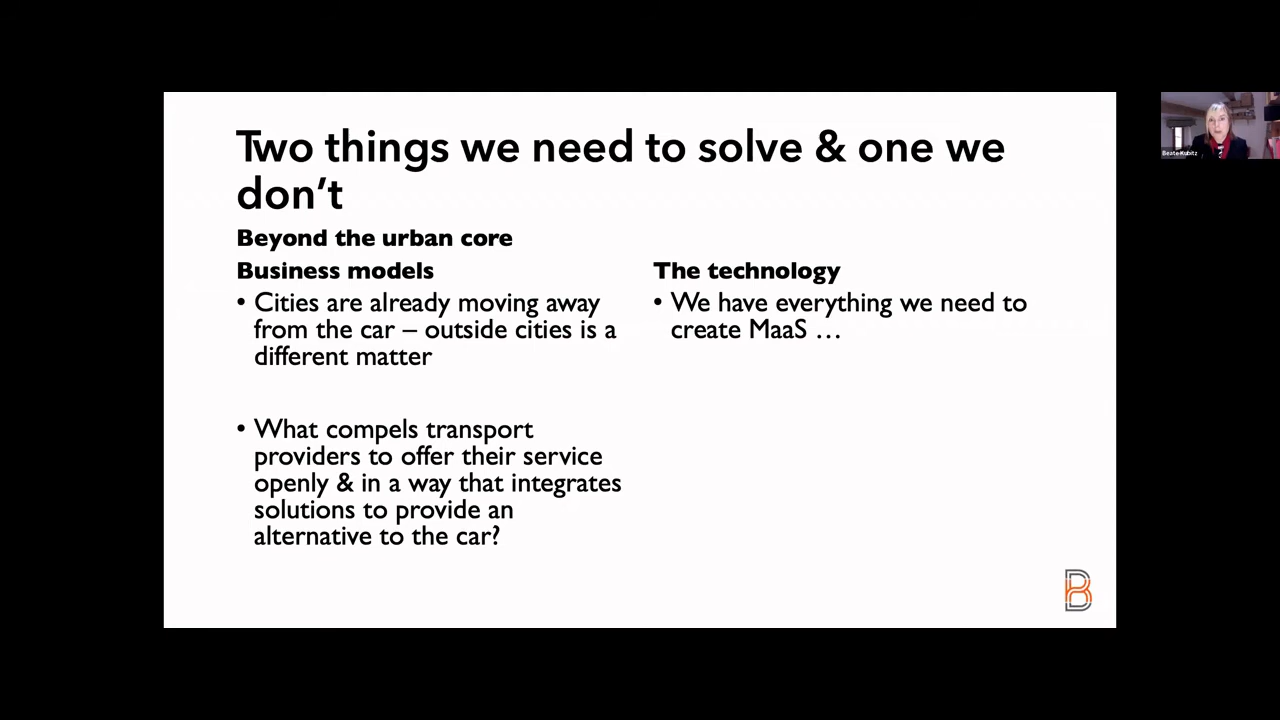 Two things we need to solve & one we
don't
Beyond the urban core
Business models
• Cities are already moving away
from the car – outside cities is a
different matter
• What compels transport
providers to offer their service
openly & in a way that integrates
solutions to provide an
alternative to the car?
The technology
• We have everything we need to
create MaaS …
B
Beate Kubitz